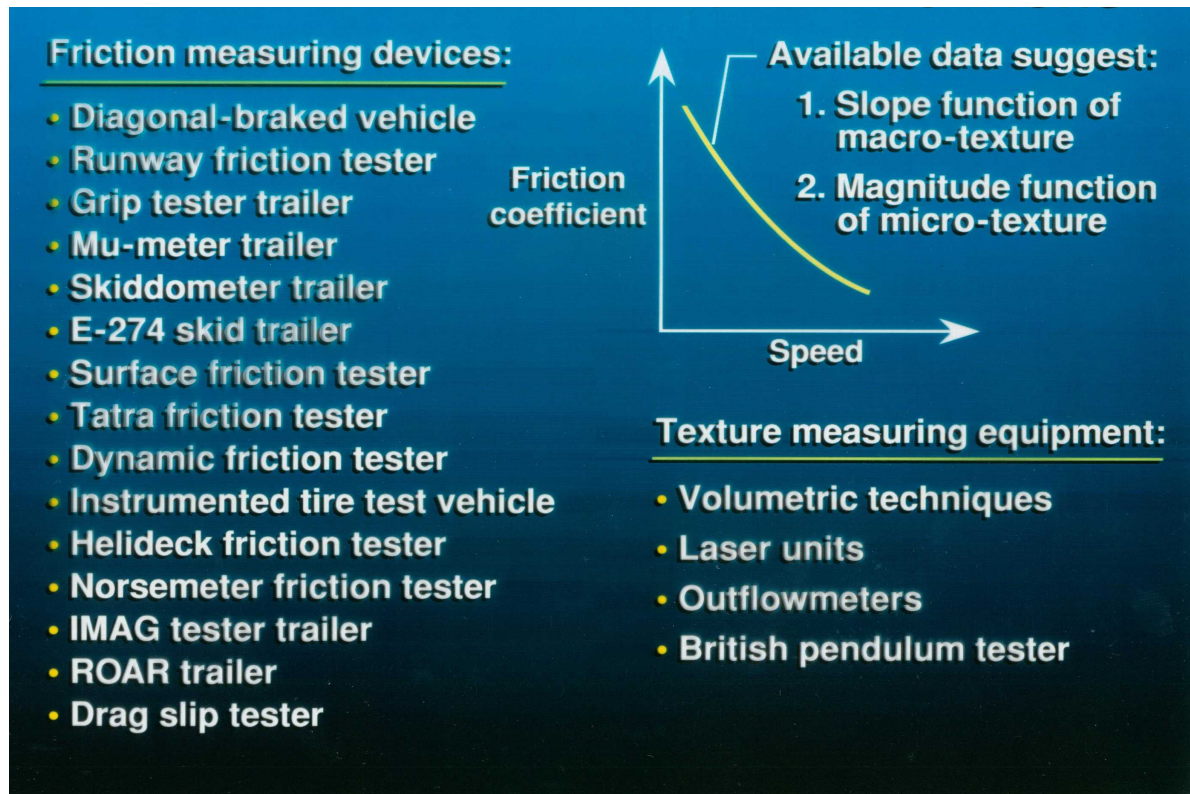 Friction measuring devices:
• Diagonal-braked vehicle
• Runway friction tester
• Grip tester trailer
• Mu-meter trailer
• Skiddometer trailer
• E-274 skid trailer
• Surface friction tester
• Tatra friction tester
• Dynamic friction tester
• Instrumented tire test vehicle
• Helideck friction tester
• Norsemeter friction tester
• IMAG tester trailer
• ROAR trailer
• Drag slip tester
Friction
coefficient
Speed
Available data suggest:
1. Slope function of
macro-texture
2. Magnitude function
of micro-texture
Texture measuring equipment:
• Volumetric techniques
• Laser units
• Outflowmeters
• British pendulum tester